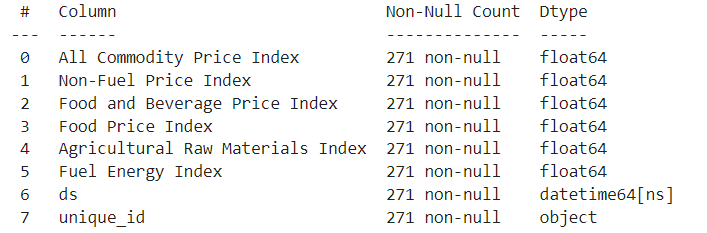 #   Column                           Non-Null Count  Dtype
---  ------                           --------------  -----
0   All Commodity Price Index        271 non-null    float64
1   Non-Fuel Price Index             271 non-null    float64
2   Food and Beverage Price Index    271 non-null    float64
3   Food Price Index                 271 non-null    float64
4   Agricultural Raw Materials Index 271 non-null    float64
5   Fuel Energy Index                271 non-null    float64
6   ds                               271 non-null    datetime64[ns]
7   unique_id                        271 non-null    object